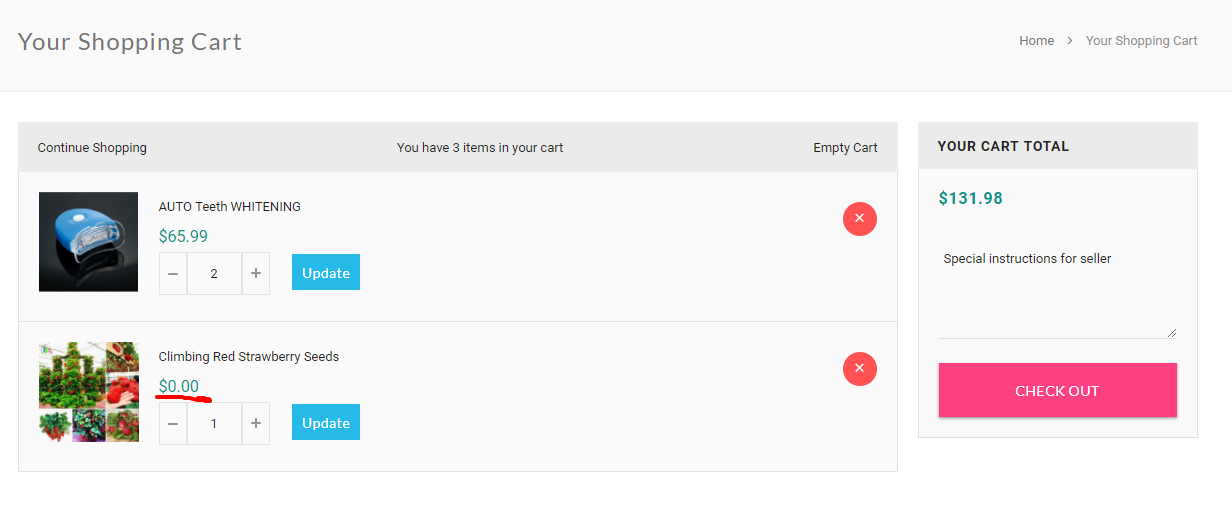 Your Shopping Cart
Home > Your Shopping Cart
Continue Shopping You have 3 items in your cart Empty Cart
AUTO Teeth WHITENING
$65.99
− 2 + Update
Climbing Red Strawberry Seeds
$0.00
− 1 + Update
YOUR CART TOTAL
$131.98
Special instructions for seller
CHECK OUT